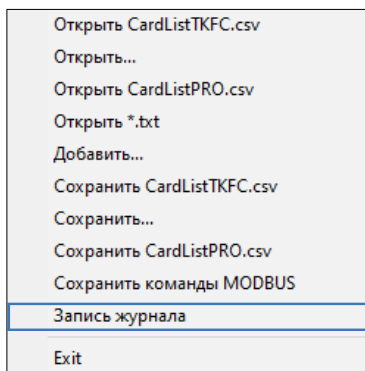 Открыть CardListTKFC.csv
Открыть...
Открыть CardListPRO.csv
Открыть *.txt
Добавить...
Сохранить CardListTKFC.csv
Сохранить...
Сохранить CardListPRO.csv
Сохранить команды MODBUS
Запись журнала
Exit